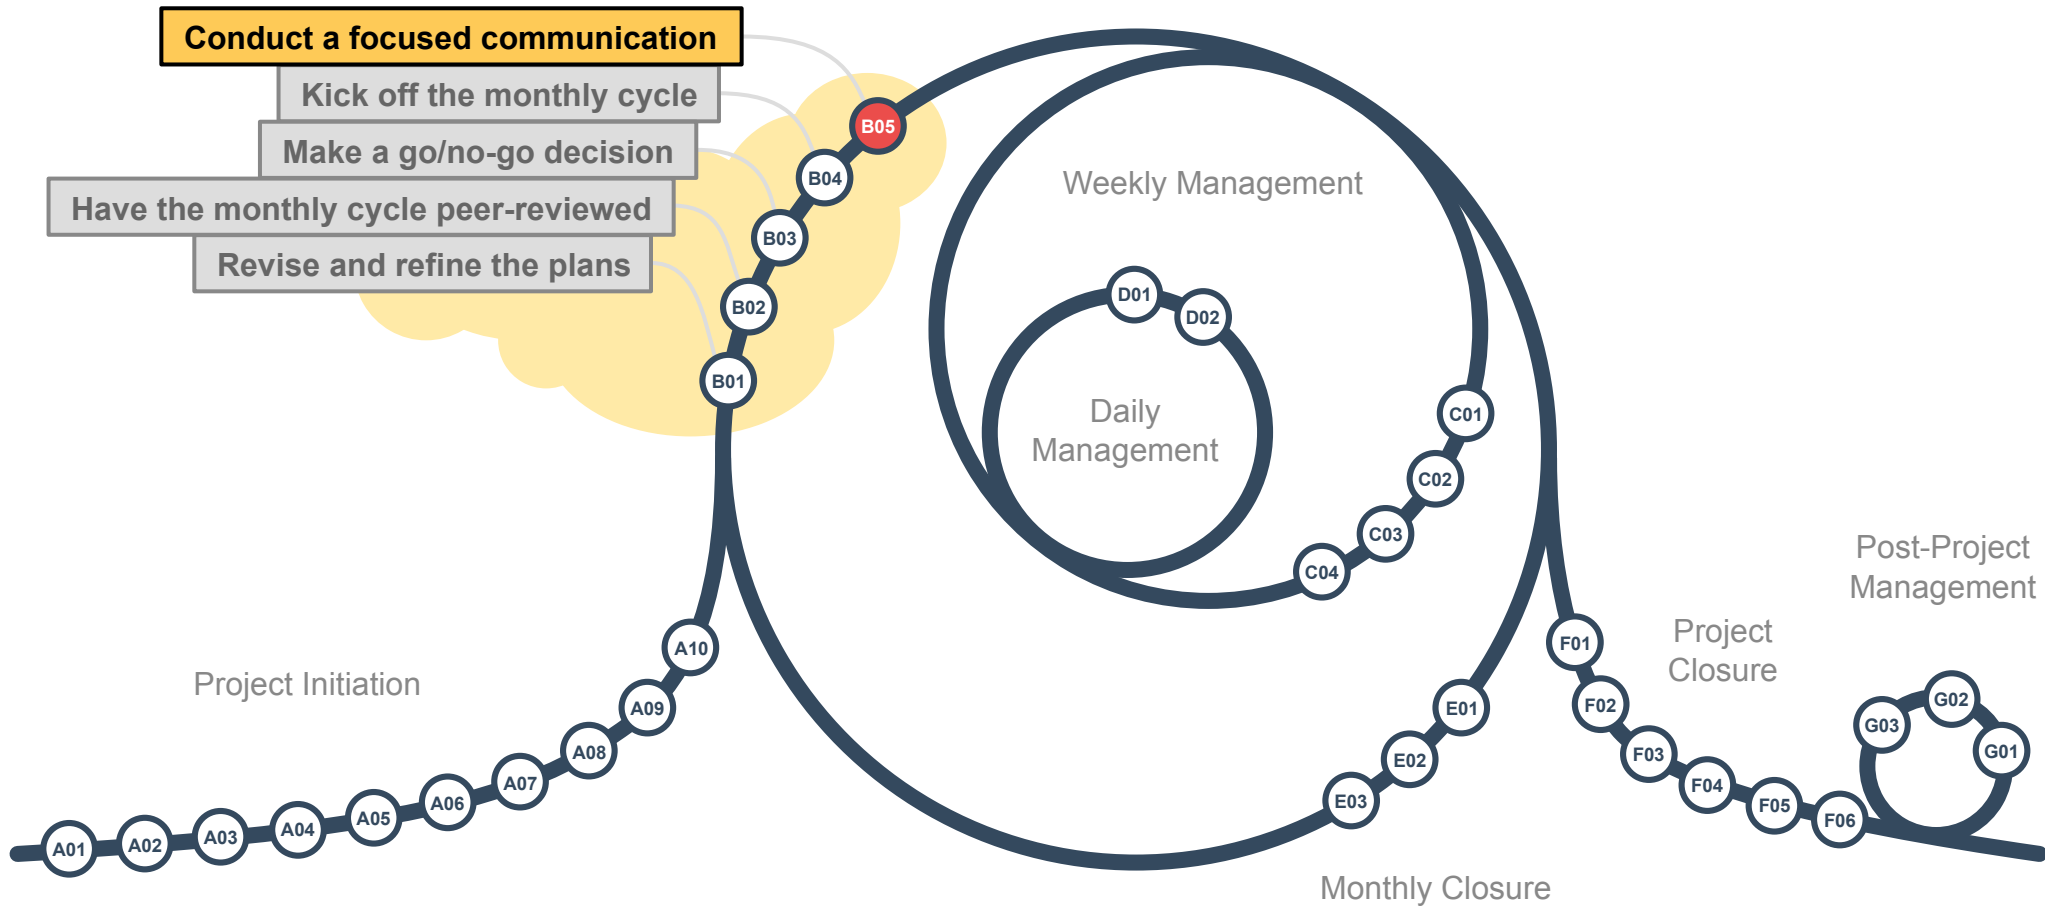 Conduct a focused communication
Kick off the monthly cycle
Make a go/no-go decision
Have the monthly cycle peer-reviewed
Revise and refine the plans
B05
B04
B03
B02
B01
Weekly Management
D01
D02
Daily
Management
C01
C02
C03
C04
Project Initiation
A01
A02
A03
A04
A05
A06
A07
A08
A09
A10
E01
E02
E03
Monthly Closure
Project
Closure
F01
F02
F03
F04
F05
F06
Post-Project
Management
G03
G02
G01